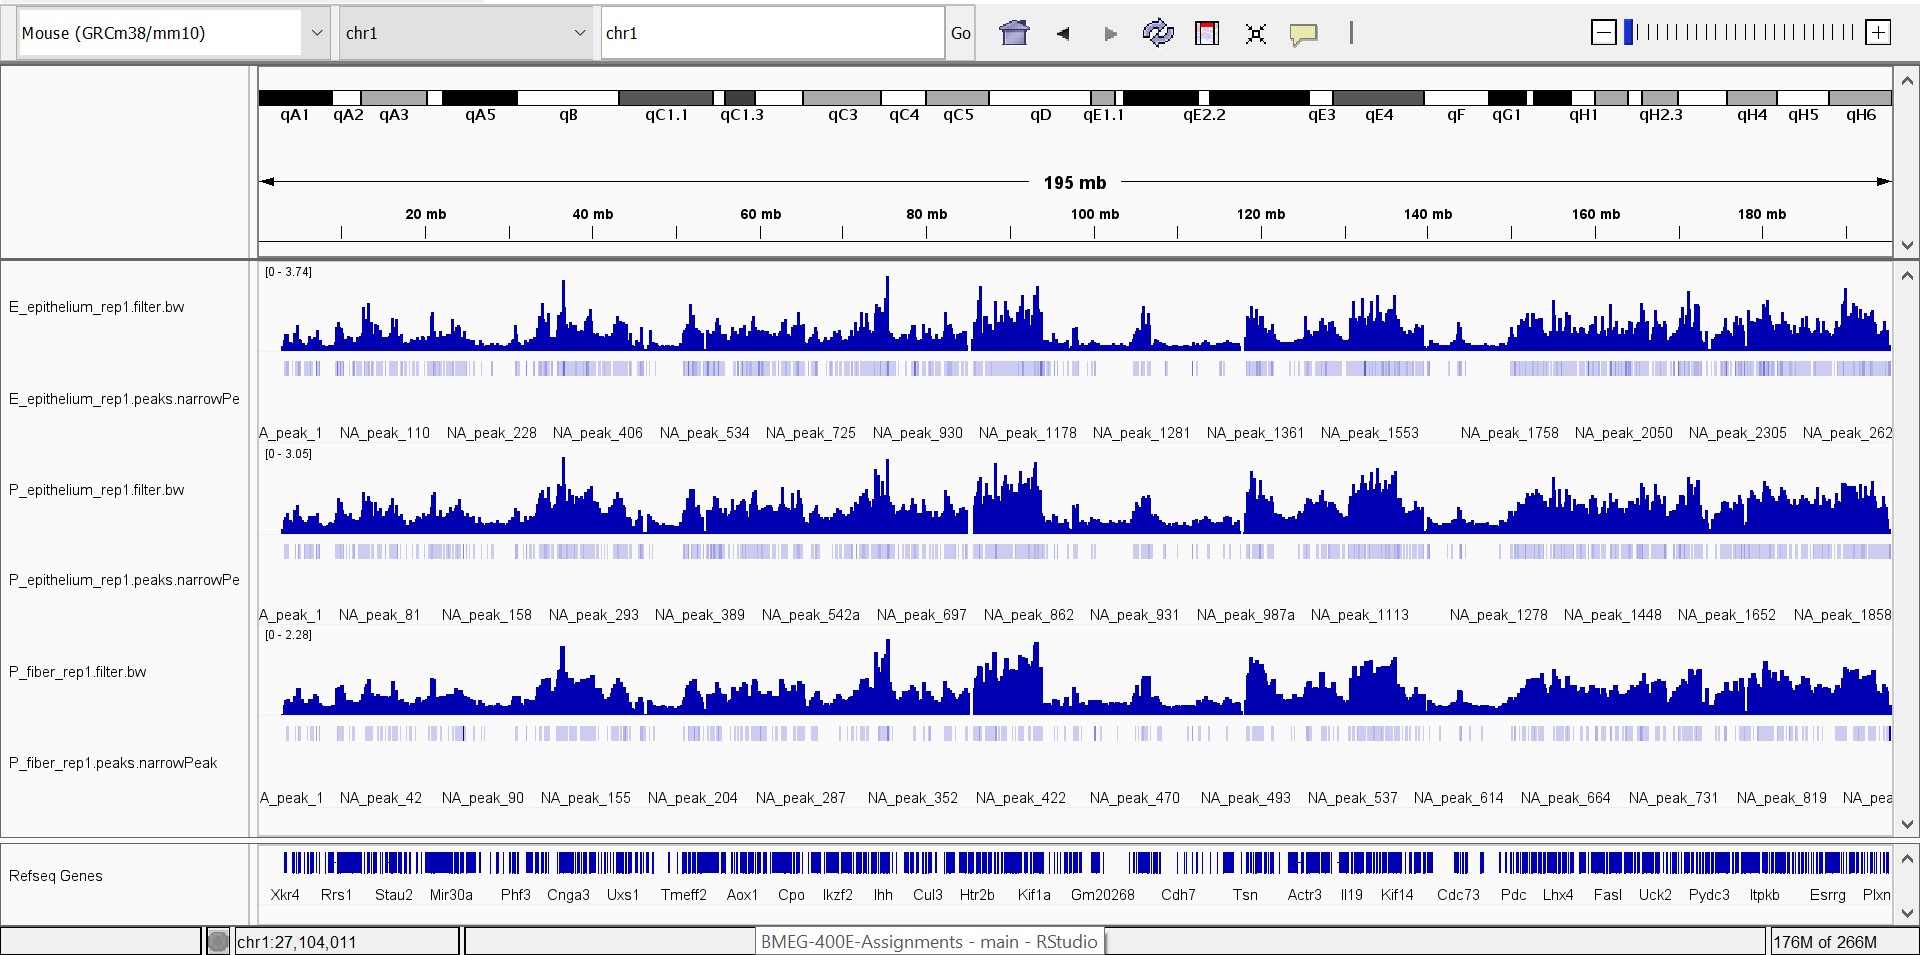 Mouse (GRCm38/mm10) chr1 chr1 Go
qA1 qA2 qA3 qA5 qB qC1.1 qC1.3 qC3 qC4 qC5 qD qE1.1 qE2.2 qE3 qE4 qF qG1 qH1 qH2.3 qH4 qH5 qH6
195 mb
20 mb 40 mb 60 mb 80 mb 100 mb 120 mb 140 mb 160 mb 180 mb
[0 - 3.74]
E_epithelium_rep1.filter.bw
E_epithelium_rep1.peaks.narrowPe
A_peak_1 NA_peak_110 NA_peak_228 NA_peak_406 NA_peak_534 NA_peak_725 NA_peak_930 NA_peak_1178 NA_peak_1281 NA_peak_1361 NA_peak_1553 NA_peak_1758 NA_peak_2050 NA_peak_2305 NA_peak_262
[0 - 3.05]
P_epithelium_rep1.filter.bw
P_epithelium_rep1.peaks.narrowPe
A_peak_1 NA_peak_81 NA_peak_158 NA_peak_293 NA_peak_389 NA_peak_542a NA_peak_697 NA_peak_862 NA_peak_931 NA_peak_987a NA_peak_1113 NA_peak_1278 NA_peak_1448 NA_peak_1652 NA_peak_1858
[0 - 2.28]
P_fiber_rep1.filter.bw
P_fiber_rep1.peaks.narrowPeak
A_peak_1 NA_peak_42 NA_peak_90 NA_peak_155 NA_peak_204 NA_peak_287 NA_peak_352 NA_peak_422 NA_peak_470 NA_peak_493 NA_peak_537 NA_peak_614 NA_peak_664 NA_peak_731 NA_peak_819 NA_pea
Refseq Genes
Xkr4 Rrs1 Stau2 Mir30a Phf3 Cnga3 Uxs1 Tmeff2 Aox1 Cpo Ikzf2 Ihh Cul3 Htr2b Kif1a Gm20268 Cdh7 Tsn Actr3 Il19 Kif14 Cdc73 Pdc Lhx4 Fasl Uck2 Pydc3 Itpkb Esrrg Plxn
chr1:27,104,011 BMEG-400E-Assignments - main - RStudio 176M of 266M